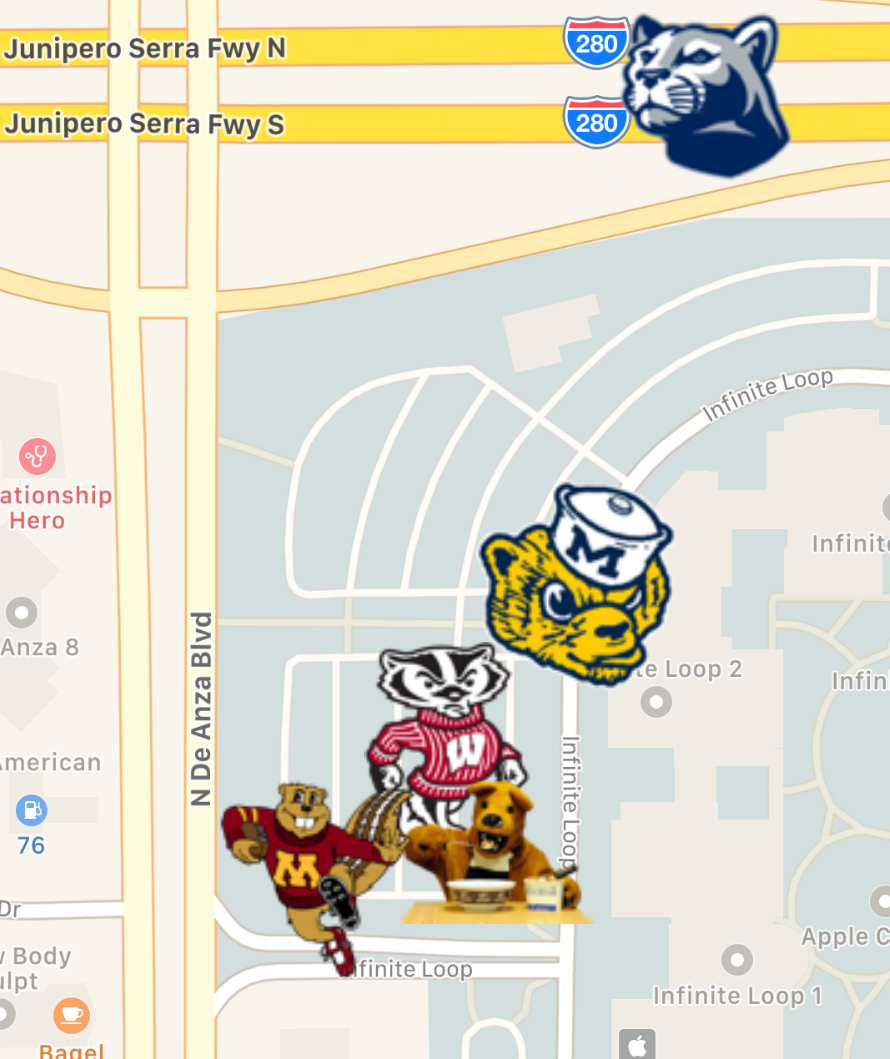 Junipero Serra Fwy N
280
Junipero Serra Fwy S
280
Infinite Loop
ationship
Hero
M
Infinite
Anza 8
te Loop 2
Infin
W
N De Anza Blvd
American
Infinite Loop
76
M
Dr
Apple C
w Body
ulpt
nfinite Loop
Infinite Loop 1
Bagel